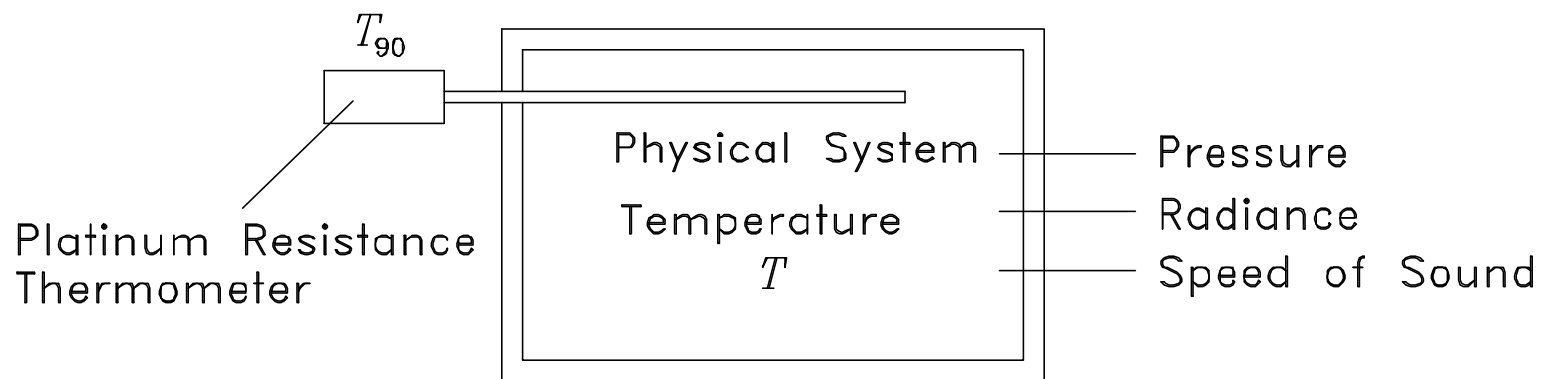 T90
Physical System
Temperature
T
Platinum Resistance
Thermometer
Pressure
Radiance
Speed of Sound